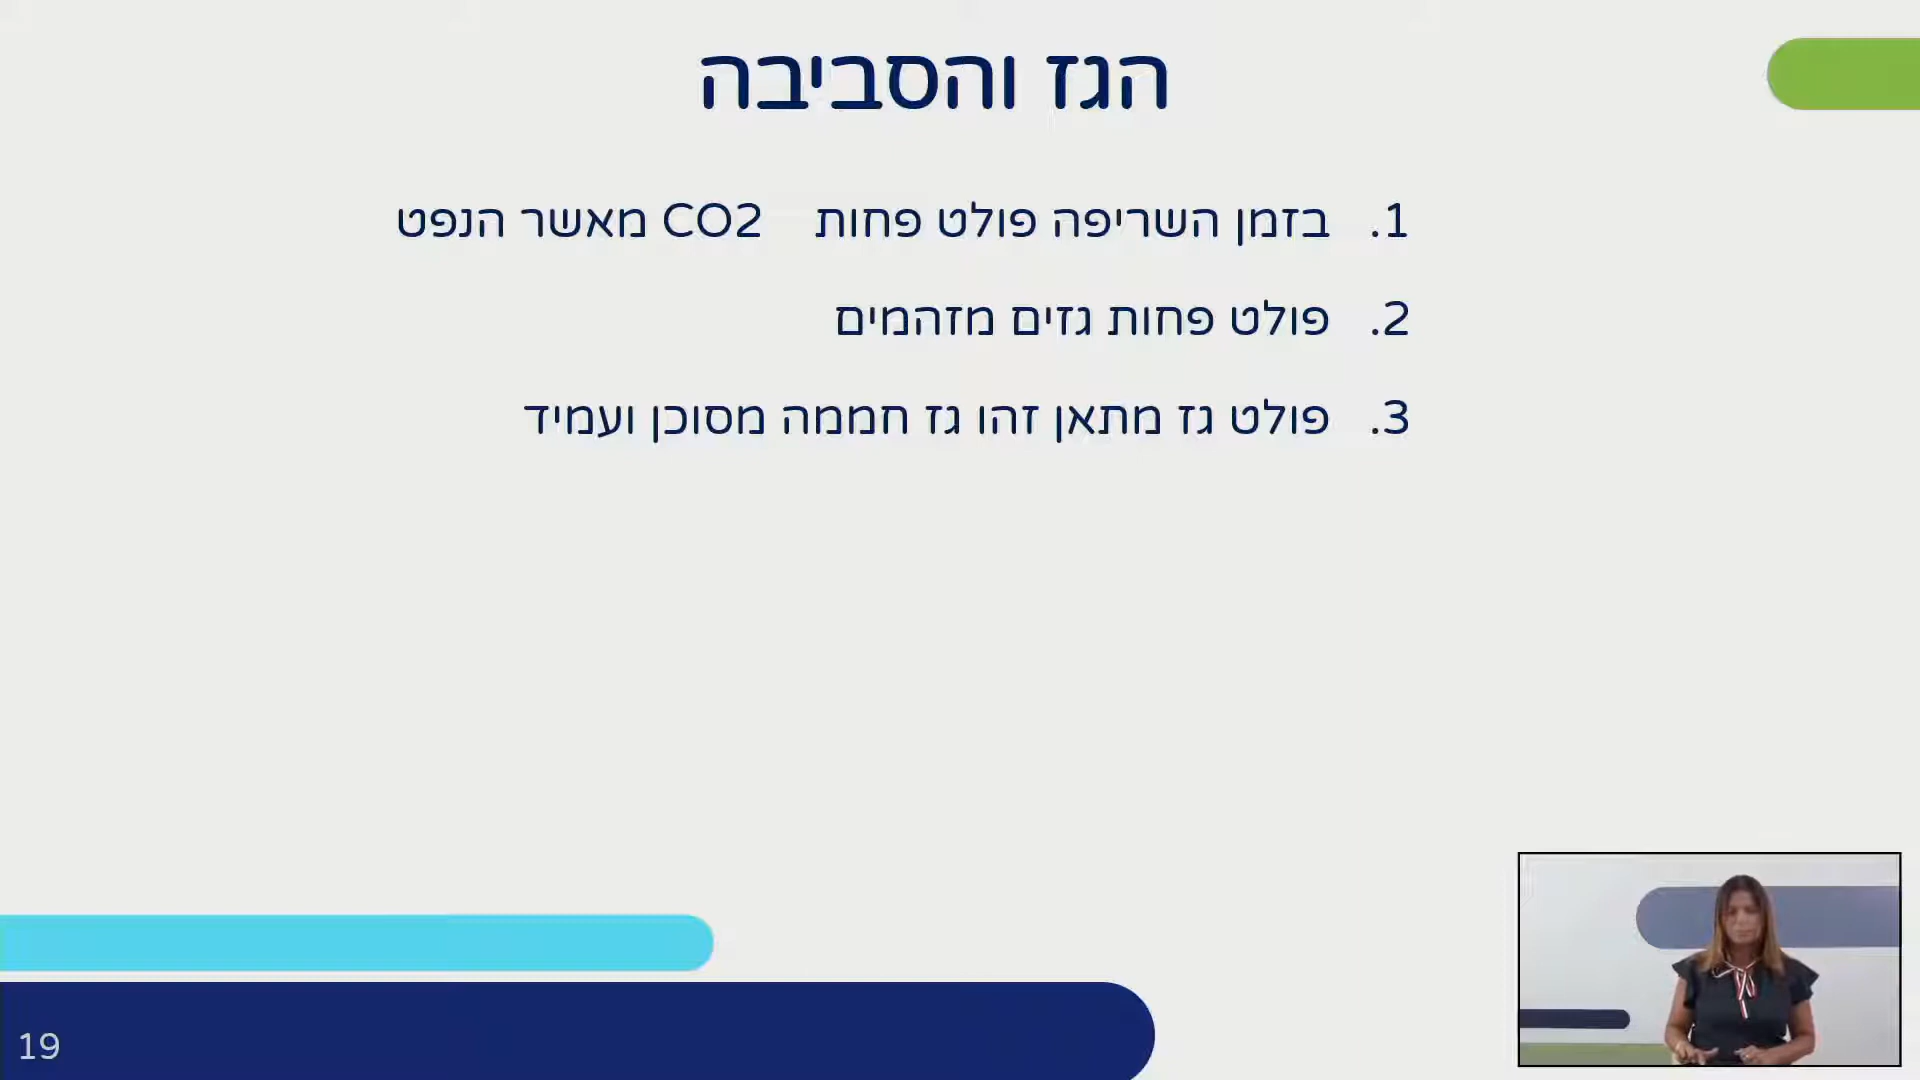 הגז והסביבה
1. בזמן השריפה פולט פחות CO2 מאשר הנפט
2. פולט פחות גזים מזהמים
3. פולט גז מתאן זהו גז חממה מסוכן ועמיד
19